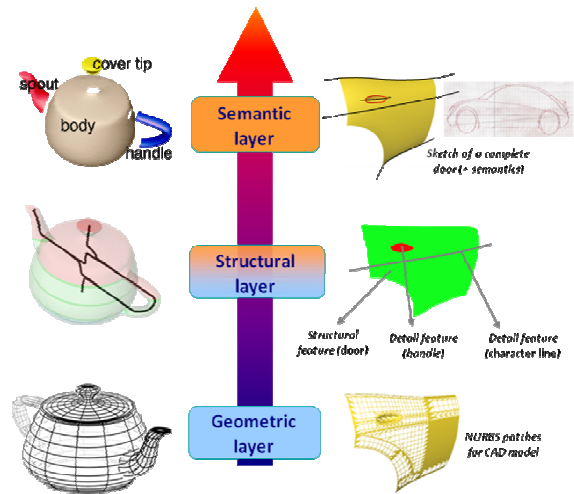 cover tip
spout
body
handle
Semantic
layer
Sketch of a complete
door (+ semantics)
Structural
layer
Structural
feature (door)
Detail feature
(handle)
Detail feature
(character line)
Geometric
layer
NURBS patches
for CAD model